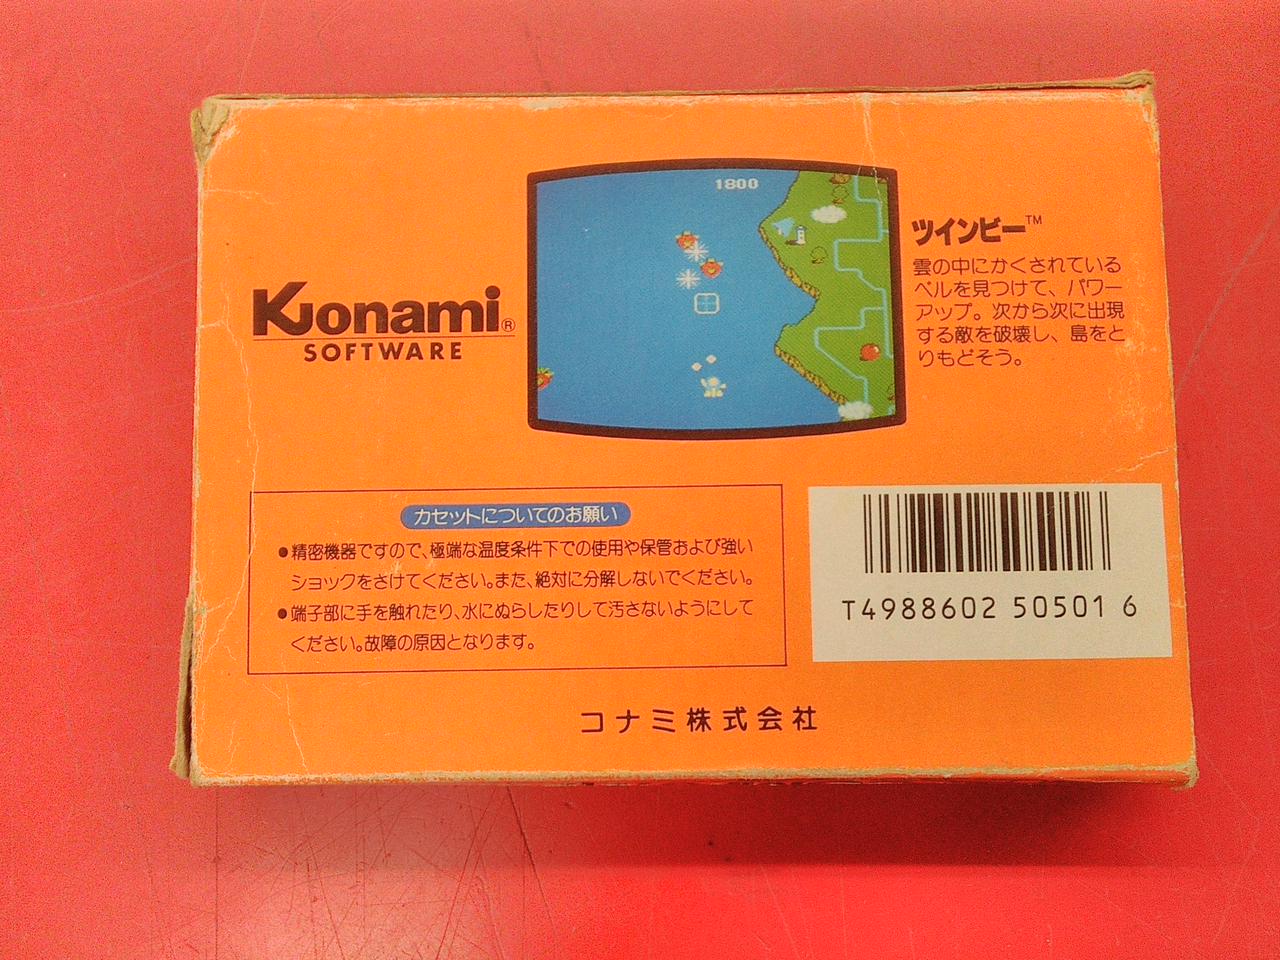 1800
ツインビー™
雲の中にかくされている
ベルを見つけて、パワー
アップ。次から次に出現
する敵を破壊し、島をと
りもどそう。
Konami®
SOFTWARE
カセットについてのお願い
●精密機器ですので、極端な温度条件下での使用や保管および強い
ショックをさけてください。また、絶対に分解しないでください。
●端子部に手を触れたり、水にぬらしたりして汚さないようにして
ください。故障の原因となります。
T4988602 50501 6
コナミ株式会社